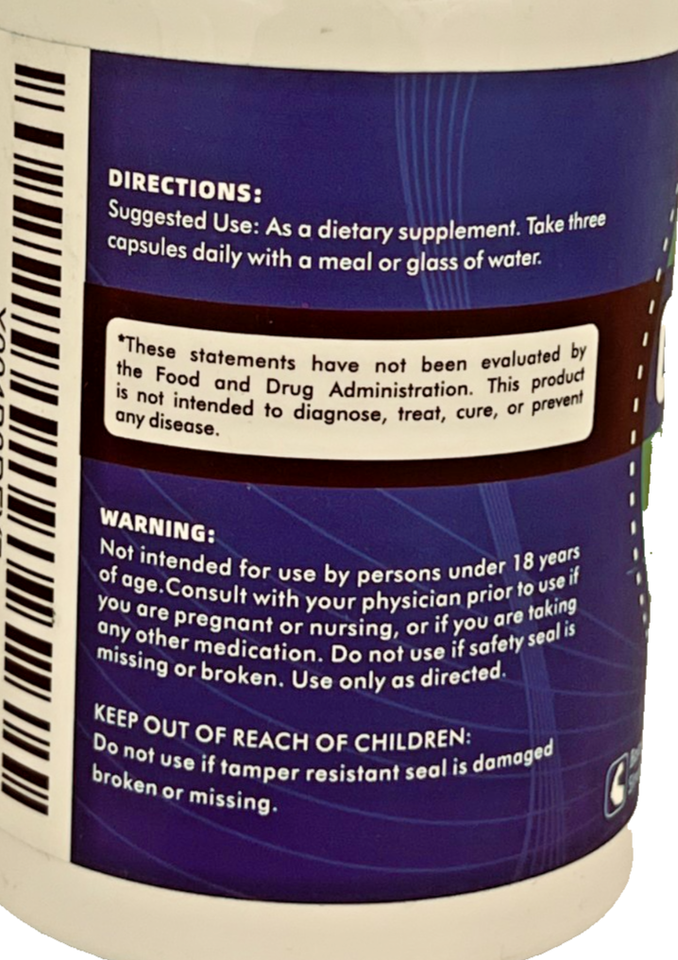 DIRECTIONS:
Suggested Use: As a dietary supplement. Take three
capsules daily with a meal or glass of water.
*These statements have not been evaluated by
the Food and Drug Administration. This product
is not intended to diagnose, treat, cure, or prevent
any disease.
WARNING:
Not intended for use by persons under 18 years
of age.Consult with your physician prior to use if
you are pregnant or nursing, or if you are taking
any other medication. Do not use if safety seal is
missing or broken. Use only as directed.
KEEP OUT OF REACH OF CHILDREN:
Do not use if tamper resistant seal is damaged
broken or missing.